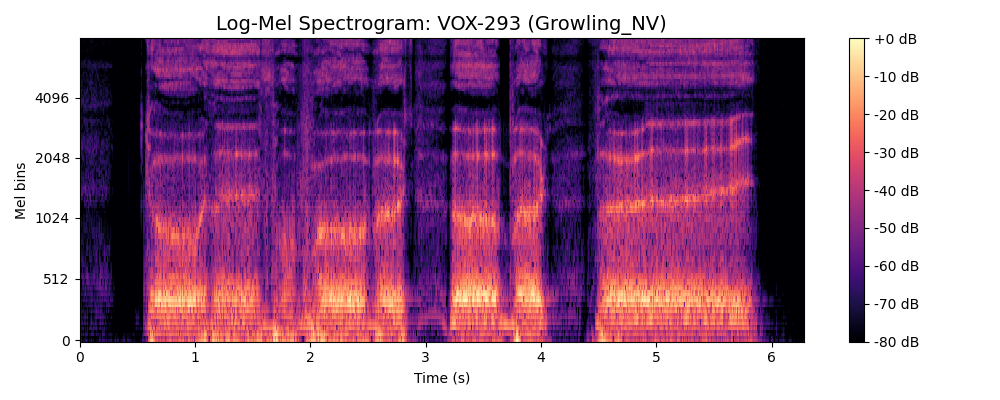 Log-Mel Spectrogram: VOX-293 (Growling_NV)
Mel bins
4096
2048
1024
512
0
0 1 2 3 4 5 6
Time (s)
+0 dB
-10 dB
-20 dB
-30 dB
-40 dB
-50 dB
-60 dB
-70 dB
-80 dB